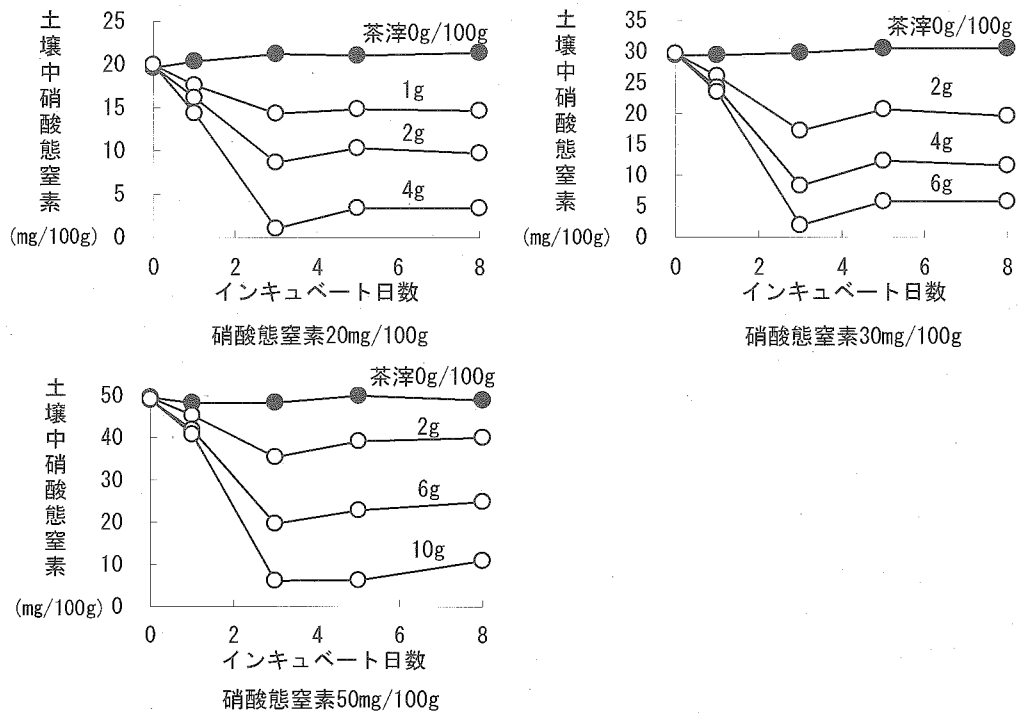 土壌中硝酸態窒素
(mg/100g)
25
20
15
10
5
0
茶滓0g/100g
1g
2g
4g
0 2 4 6 8
インキュベート日数
硝酸態窒素20mg/100g
土壌中硝酸態窒素
(mg/100g)
35
30
25
20
15
10
5
0
茶滓0g/100g
2g
4g
6g
0 2 4 6 8
インキュベート日数
硝酸態窒素30mg/100g
土壌中硝酸態窒素
(mg/100g)
50
40
30
20
10
0
茶滓0g/100g
2g
6g
10g
0 2 4 6 8
インキュベート日数
硝酸態窒素50mg/100g